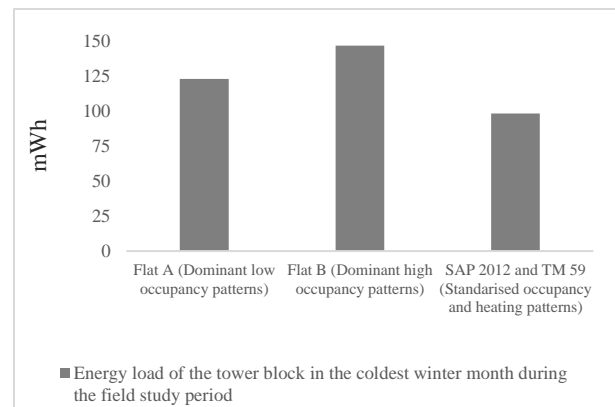 150
125
100
75
50
25
0
mWh
Flat A (Dominant low
occupancy patterns)
Flat B (Dominant high
occupancy patterns)
SAP 2012 and TM 59
(Standarised occupancy
and heating patterns)
Energy load of the tower block in the coldest winter month during
the field study period